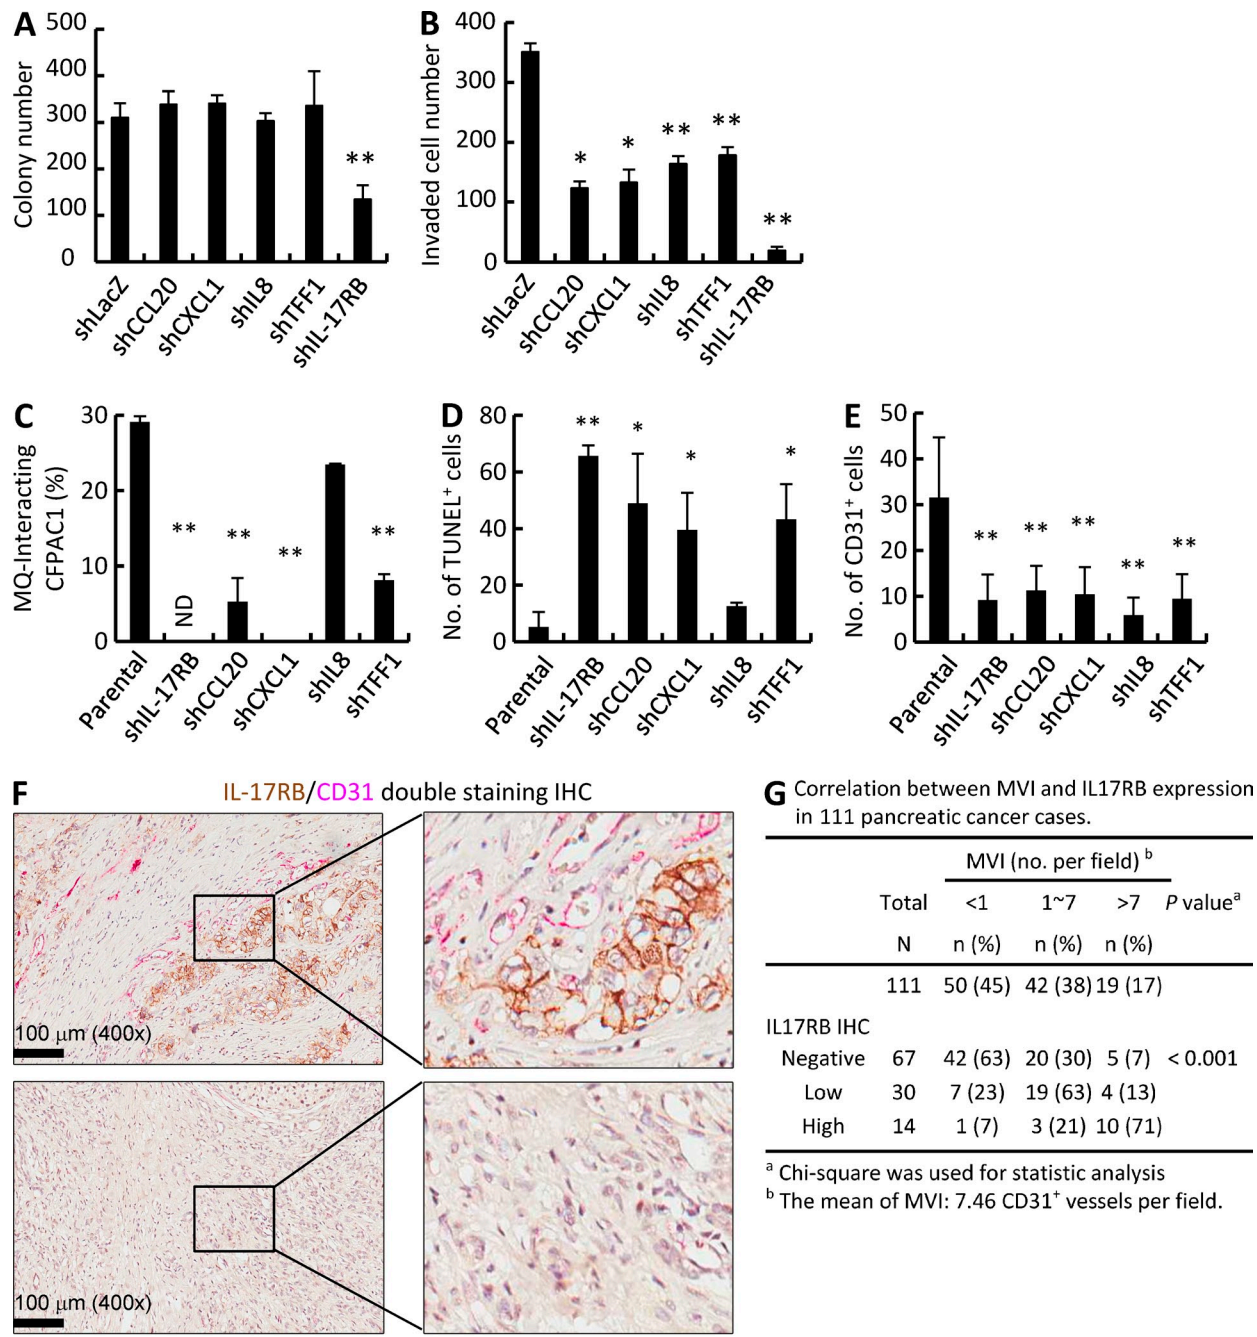 A
Colony number
500
400
300
200
100
0
**
shLacZ
shCCL20
shCXCL1
shIL8
shTFF1
shIL-17RB
B
Invaded cell number
400
300
200
100
0
*
*
**
**
**
shLacZ
shCCL20
shCXCL1
shIL8
shTFF1
shIL-17RB
C
MQ-Interacting
CFPAC1 (%)
30
20
10
0
**
ND
**
**
**
Parental
shIL-17RB
shCCL20
shCXCL1
shIL8
shTFF1
D
No. of TUNEL⁺ cells
80
60
40
20
0
**
*
*
*
Parental
shIL-17RB
shCCL20
shCXCL1
shIL8
shTFF1
E
No. of CD31⁺ cells
50
40
30
20
10
0
**
**
**
**
**
Parental
shIL-17RB
shCCL20
shCXCL1
shIL8
shTFF1
F
IL-17RB/CD31 double staining IHC
100 μm (400x)
100 μm (400x)
G Correlation between MVI and IL17RB expression
in 111 pancreatic cancer cases.
MVI (no. per field) ᵇ
Total <1 1~7 >7 P valueᵃ
N n (%) n (%) n (%)
111 50 (45) 42 (38) 19 (17)
IL17RB IHC
Negative 67 42 (63) 20 (30) 5 (7) < 0.001
Low 30 7 (23) 19 (63) 4 (13)
High 14 1 (7) 3 (21) 10 (71)
ᵃ Chi-square was used for statistic analysis
ᵇ The mean of MVI: 7.46 CD31⁺ vessels per field.